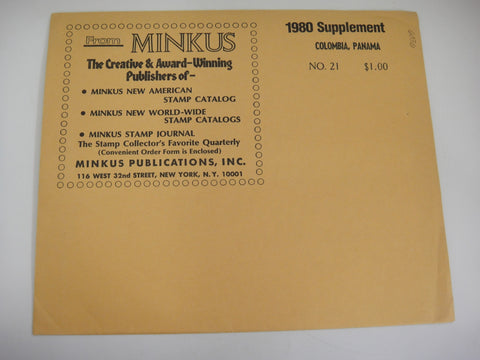 From MINKUS
The Creative & Award-Winning
Publishers of-
• MINKUS NEW AMERICAN
STAMP CATALOG
• MINKUS NEW WORLD-WIDE
STAMP CATALOGS
• MINKUS STAMP JOURNAL
The Stamp Collector's Favorite Quarterly
(Convenient Order Form is Enclosed)
MINKUS PUBLICATIONS, INC.
116 WEST 32nd STREET, NEW YORK, N.Y. 10001
1980 Supplement
COLOMBIA, PANAMA
NO. 21 $1.00